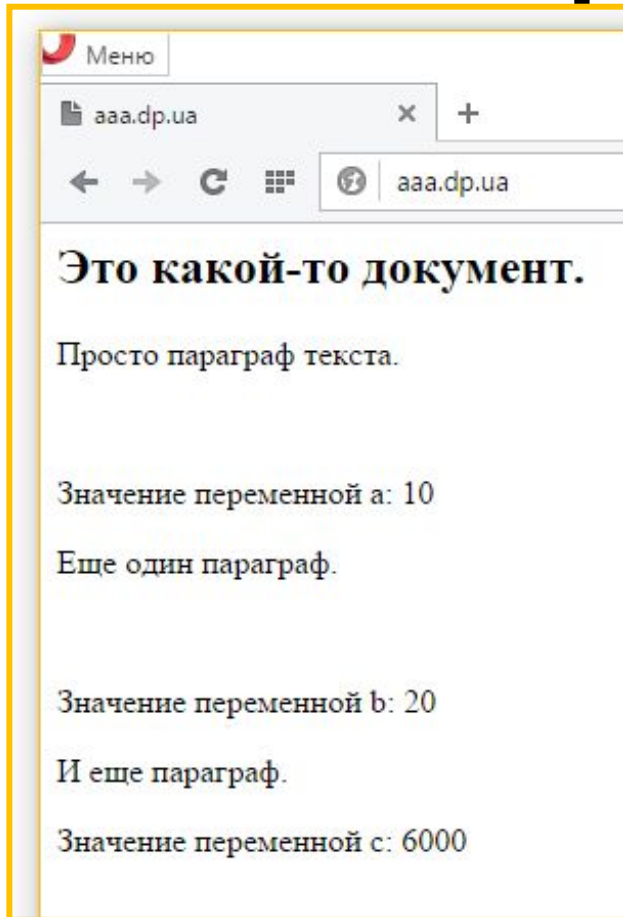 Меню
aaa.dp.ua
aaa.dp.ua
Это какой-то документ.
Просто параграф текста.
Значение переменной a: 10
Еще один параграф.
Значение переменной b: 20
И еще параграф.
Значение переменной c: 6000